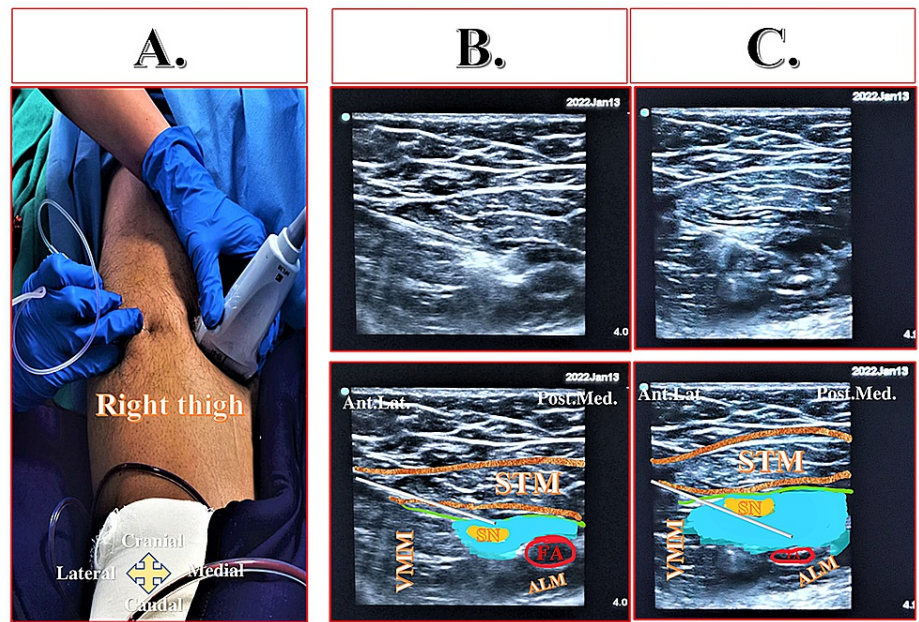 A.
B.
C.
2022Jan13
2022Jan13
4.0
Right thigh
Cranial
Lateral
Medial
Caudal
2022Jan13
Ant.Lat.
Post.Med.
STM
SN
FA
VMM
ALM
4.0
2022Jan13
Ant.Lat
Post.Med.
STM
SN
VMM
ALM